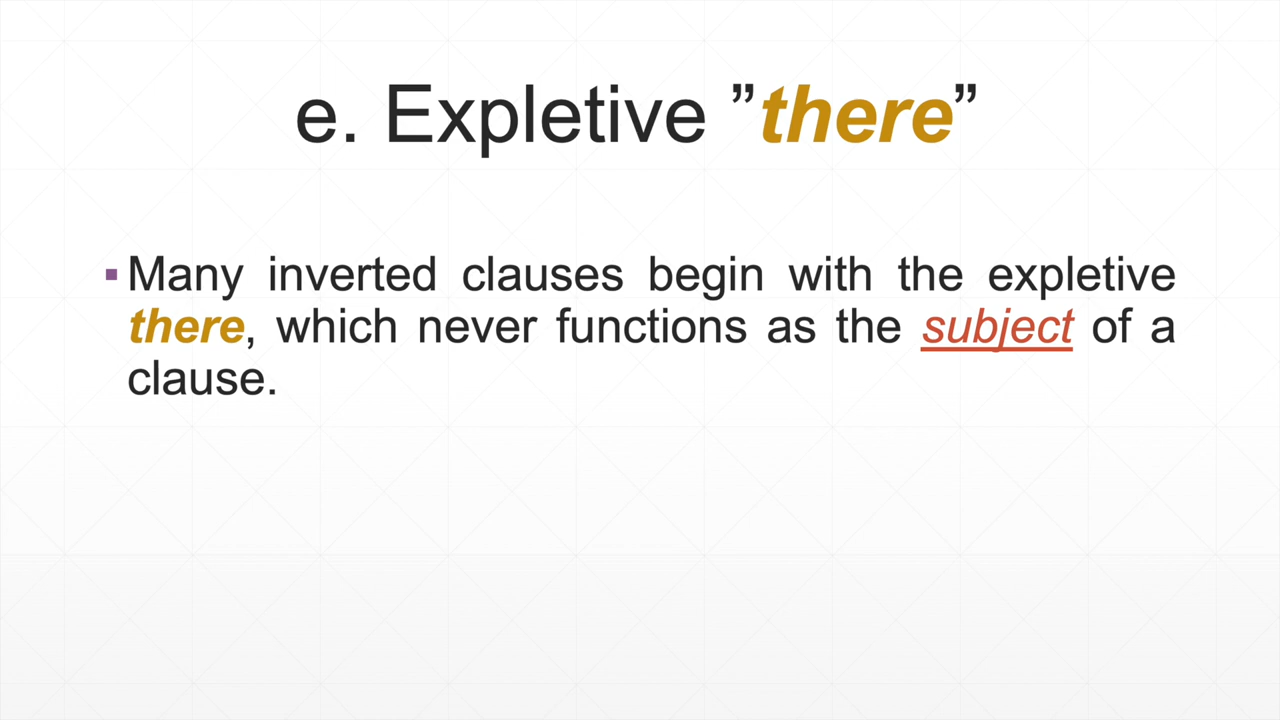 e. Expletive ”there”
▪Many inverted clauses begin with the expletive
there, which never functions as the subject of a
clause.